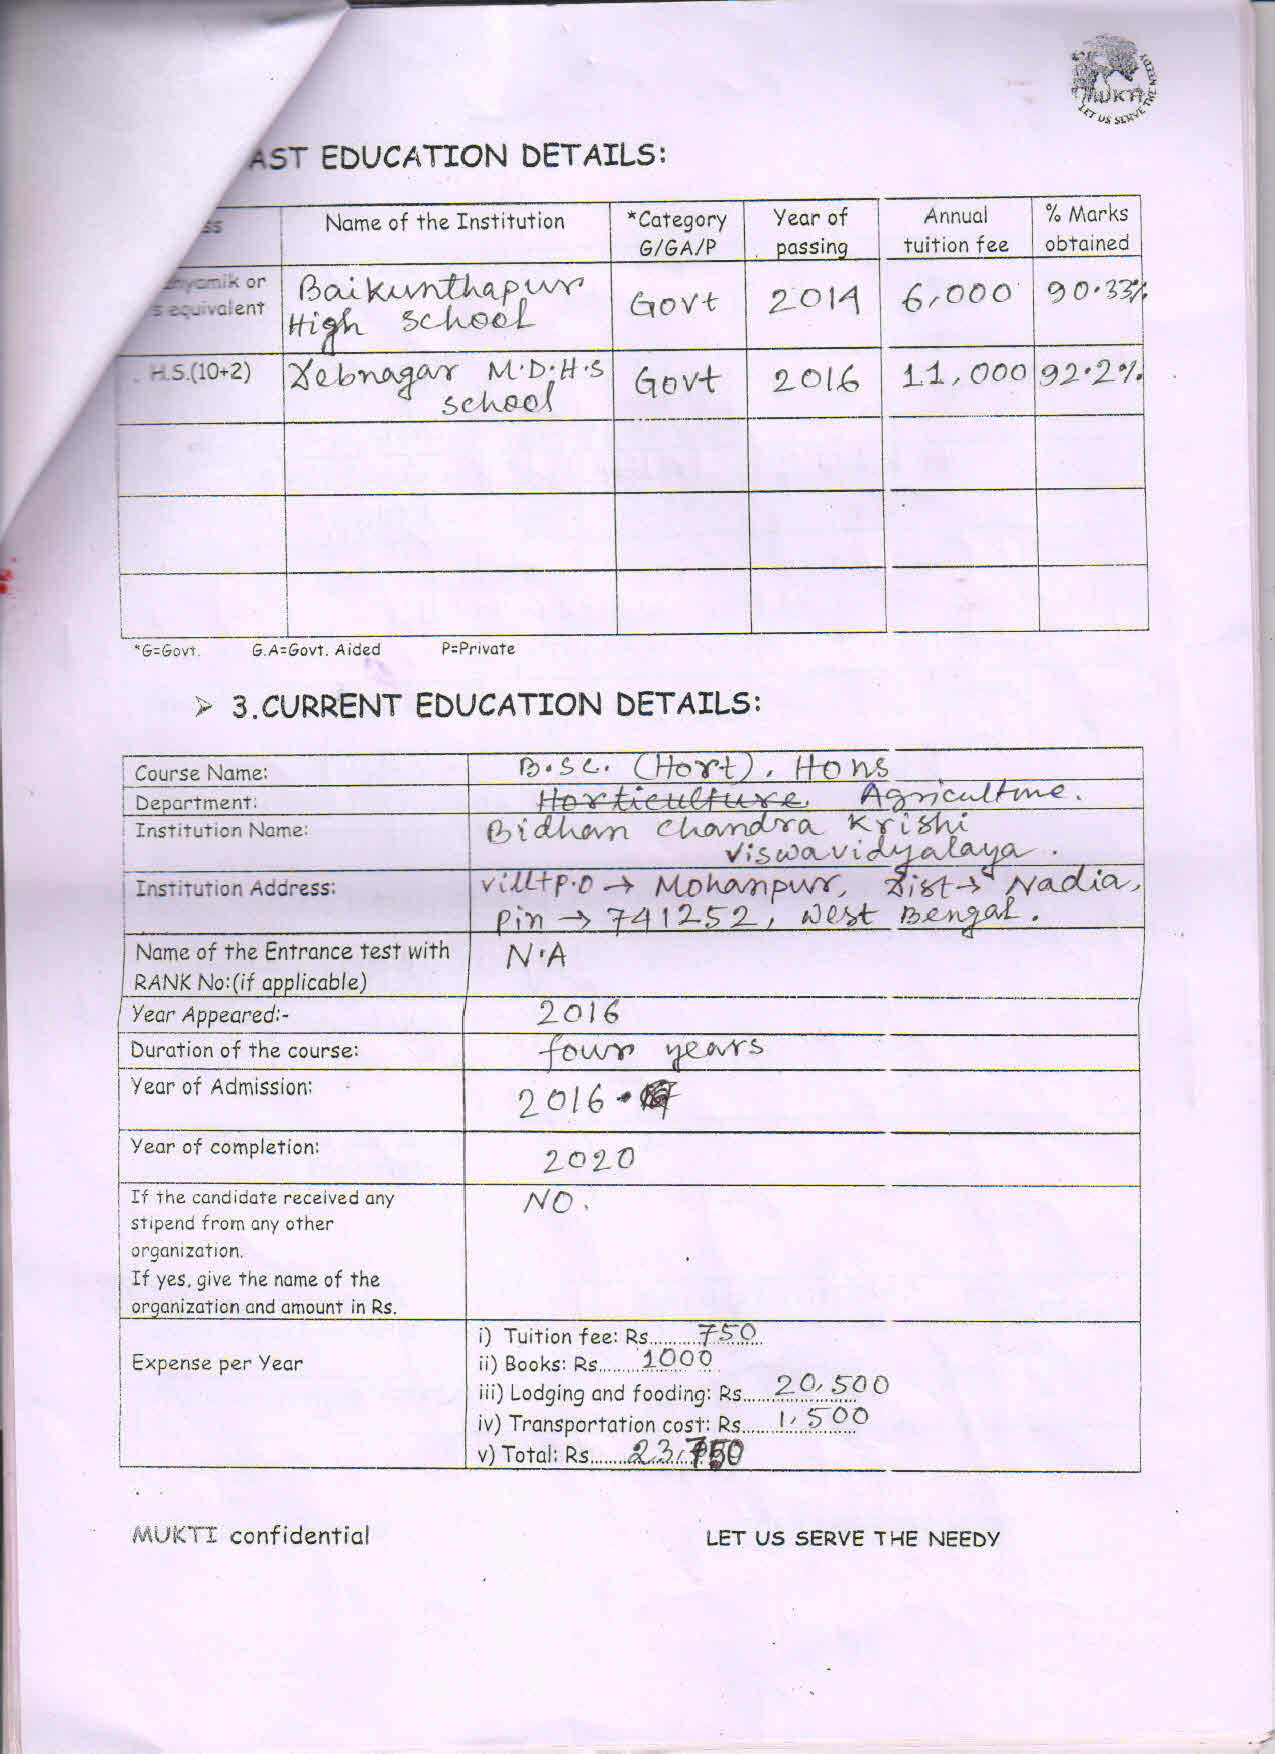 MUKTI
LET US SERVE THE NEEDY
AST EDUCATION DETAILS:
ss Name of the Institution *Category G/GA/P Year of passing Annual tuition fee % Marks obtained
hyamik or s equivalent Baikunthapur High school Govt 2014 6,000 90.33%
H.S.(10+2) Debnagar M.D.H.S school Govt 2016 11,000 92.2%
*G=Govt. G.A=Govt. Aided P=Private
➢ 3.CURRENT EDUCATION DETAILS:
Course Name: B.Sc. (Hort), Hons
Department: Horticulture Agriculture.
Institution Name: Bidhan Chandra Krishi
Viswavidyalaya.
Institution Address: Vill+P.O → Mohanpur, Dist → Nadia,
Pin → 741252, West Bengal.
Name of the Entrance test with
RANK No:(if applicable) N.A
Year Appeared:- 2016
Duration of the course: four years
Year of Admission: 2016.
Year of completion: 2020
If the candidate received any NO.
stipend from any other
organization.
If yes, give the name of the
organization and amount in Rs.
Expense per Year
i) Tuition fee: Rs..........750......
ii) Books: Rs.........1000
iii) Lodging and fooding: Rs......20,500
iv) Transportation cost: Rs......1,500
v) Total: Rs........23,750
MUKTI confidential LET US SERVE THE NEEDY